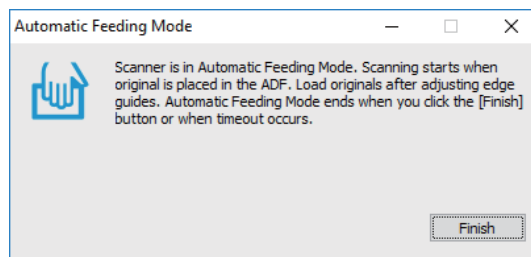 Automatic Feeding Mode
Scanner is in Automatic Feeding Mode. Scanning starts when
original is placed in the ADF. Load originals after adjusting edge
guides. Automatic Feeding Mode ends when you click the [Finish]
button or when timeout occurs.
Finish